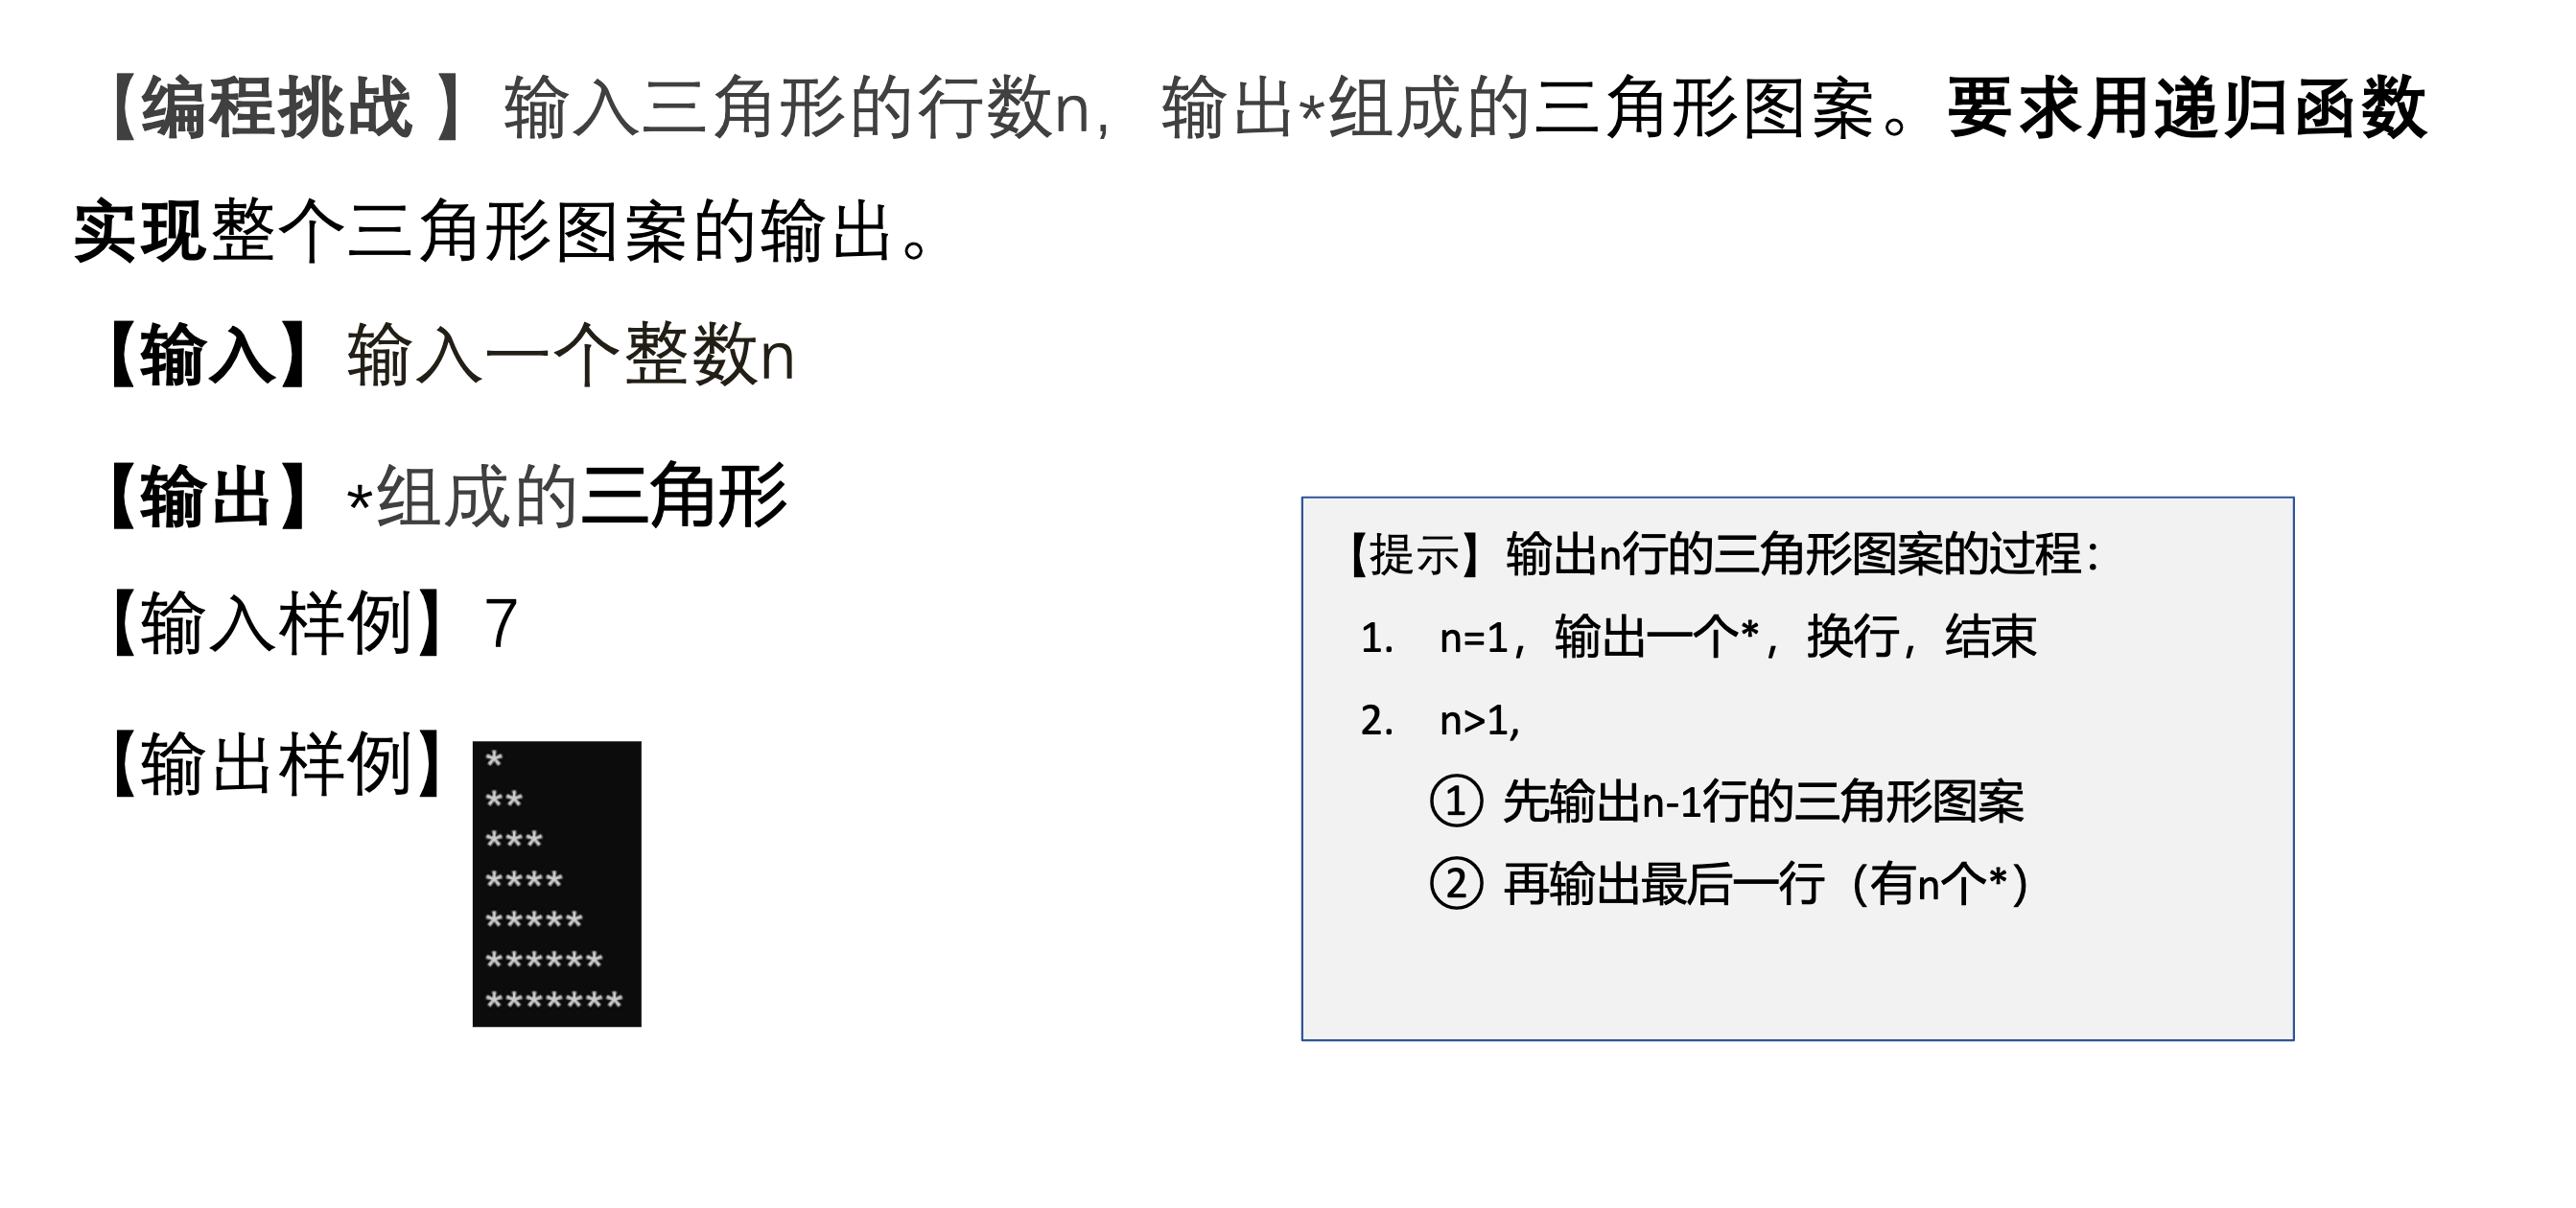 【编程挑战 】输入三角形的行数n, 输出*组成的三角形图案。要求用递归函数
实现整个三角形图案的输出。
【输入】输入一个整数n
【输出】*组成的三角形
【输入样例】7
【输出样例】
*
**
***
****
*****
******
*******
【提示】输出n行的三角形图案的过程：
1. n=1，输出一个*，换行，结束
2. n>1,
① 先输出n-1行的三角形图案
② 再输出最后一行（有n个*）